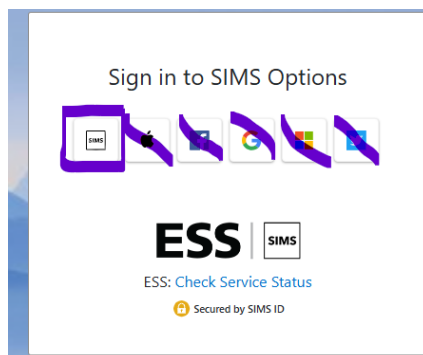 Sign in to SIMS Options
SIMS
ESS SIMS
ESS: Check Service Status
Secured by SIMS ID